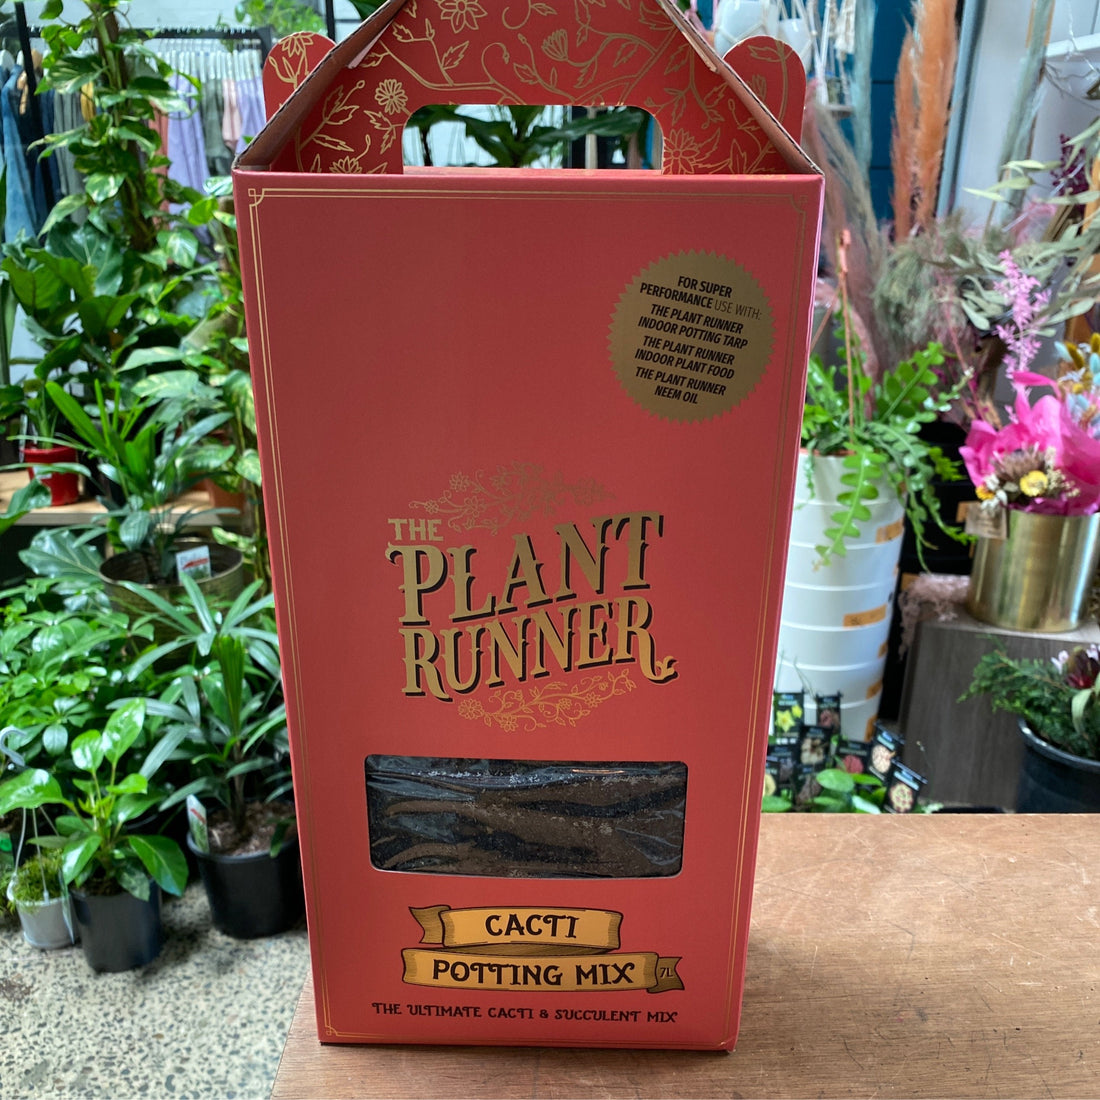 FOR SUPER
PERFORMANCE USE WITH:
THE PLANT RUNNER
INDOOR POTTING TARP
THE PLANT RUNNER
INDOOR PLANT FOOD
THE PLANT RUNNER
NEEM OIL
THE
PLANT
RUNNER
CACTI
POTTING MIX 7L
THE ULTIMATE CACTI & SUCCULENT MIX